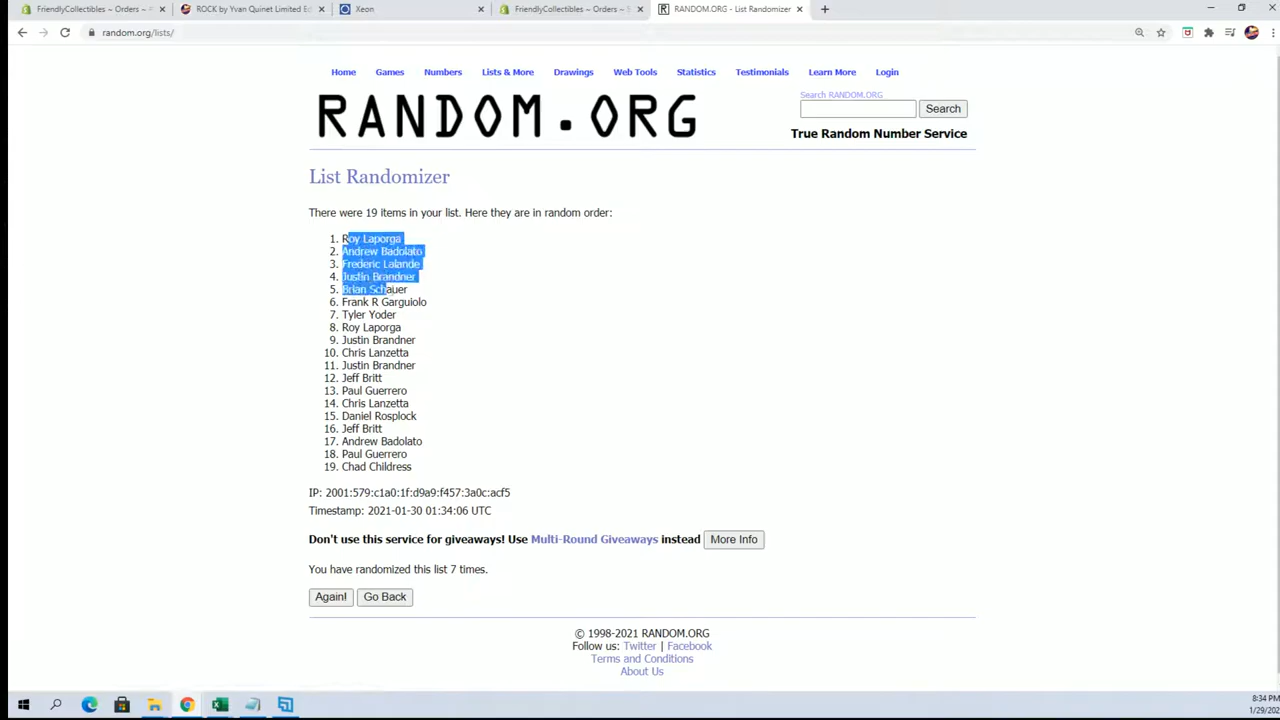 FriendlyCollectibles ~ Orders ~
ROCK by Yvan Quinet Limited Ed
Xeon
FriendlyCollectibles ~ Orders ~
RANDOM.ORG - List Randomizer
random.org/lists/
Home Games Numbers Lists & More Drawings Web Tools Statistics Testimonials Learn More Login
RANDOM.ORG
Search RANDOM.ORG
Search
True Random Number Service
List Randomizer
There were 19 items in your list. Here they are in random order:
1. Roy Laporga
2. Andrew Badolato
3. Frederic Lalande
4. Justin Brandner
5. Brian Schauer
6. Frank R Garguiolo
7. Tyler Yoder
8. Roy Laporga
9. Justin Brandner
10. Chris Lanzetta
11. Justin Brandner
12. Jeff Britt
13. Paul Guerrero
14. Chris Lanzetta
15. Daniel Rosplock
16. Jeff Britt
17. Andrew Badolato
18. Paul Guerrero
19. Chad Childress
IP: 2001:579:c1a0:1f:d9a9:f457:3a0c:acf5
Timestamp: 2021-01-30 01:34:06 UTC
Don't use this service for giveaways! Use Multi-Round Giveaways instead More Info
You have randomized this list 7 times.
Again! Go Back
© 1998-2021 RANDOM.ORG
Follow us: Twitter | Facebook
Terms and Conditions
About Us
8:34 PM
1/29/202